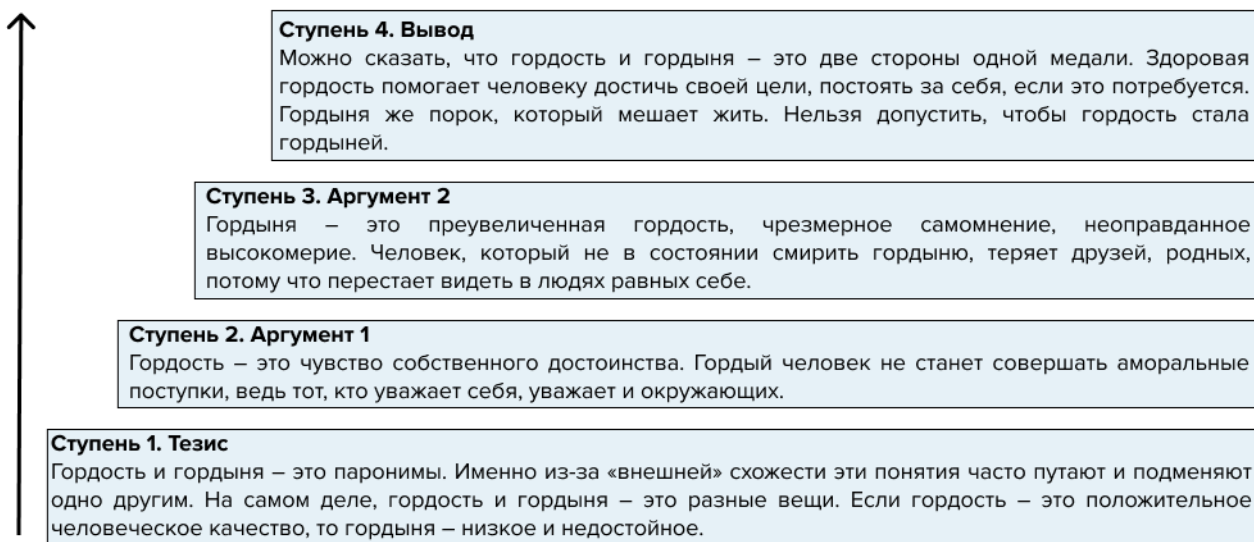 Ступень 4. Вывод
Можно сказать, что гордость и гордыня – это две стороны одной медали. Здоровая
гордость помогает человеку достичь своей цели, постоять за себя, если это потребуется.
Гордыня же порок, который мешает жить. Нельзя допустить, чтобы гордость стала
гордыней.
Ступень 3. Аргумент 2
Гордыня – это преувеличенная гордость, чрезмерное самомнение, неоправданное
высокомерие. Человек, который не в состоянии смирить гордыню, теряет друзей, родных,
потому что перестает видеть в людях равных себе.
Ступень 2. Аргумент 1
Гордость – это чувство собственного достоинства. Гордый человек не станет совершать аморальные
поступки, ведь тот, кто уважает себя, уважает и окружающих.
Ступень 1. Тезис
Гордость и гордыня – это паронимы. Именно из-за «внешней» схожести эти понятия часто путают и подменяют
одно другим. На самом деле, гордость и гордыня – это разные вещи. Если гордость – это положительное
человеческое качество, то гордыня – низкое и недостойное.